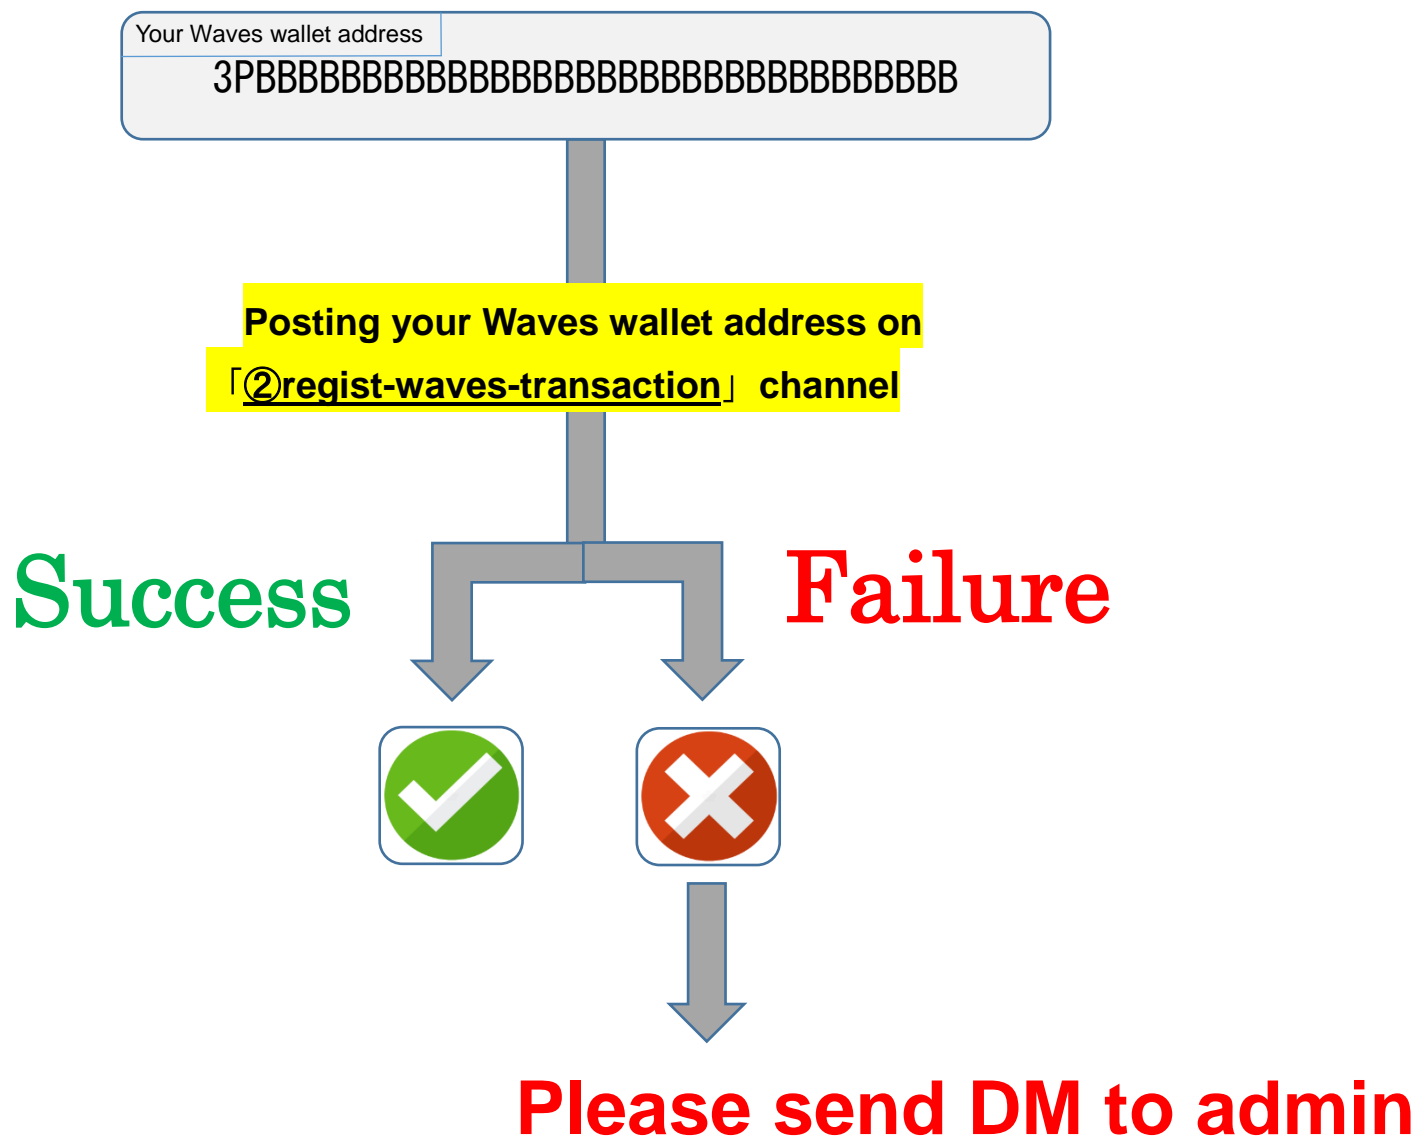 Your Waves wallet address
3PBBBBBBBBBBBBBBBBBBBBBBBBBBBBBBBBB
Posting your Waves wallet address on
「②regist-waves-transaction」channel
Success
Failure
Please send DM to admin